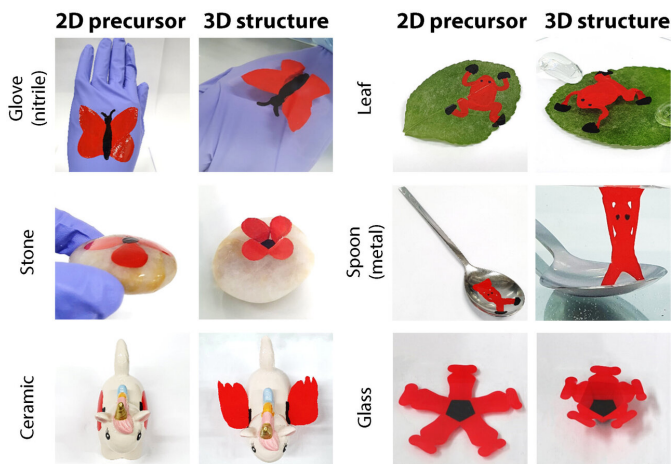 2D precursor 3D structure 2D precursor 3D structure
Glove
(nitrile)
Leaf
Stone
Spoon
(metal)
Ceramic
Glass